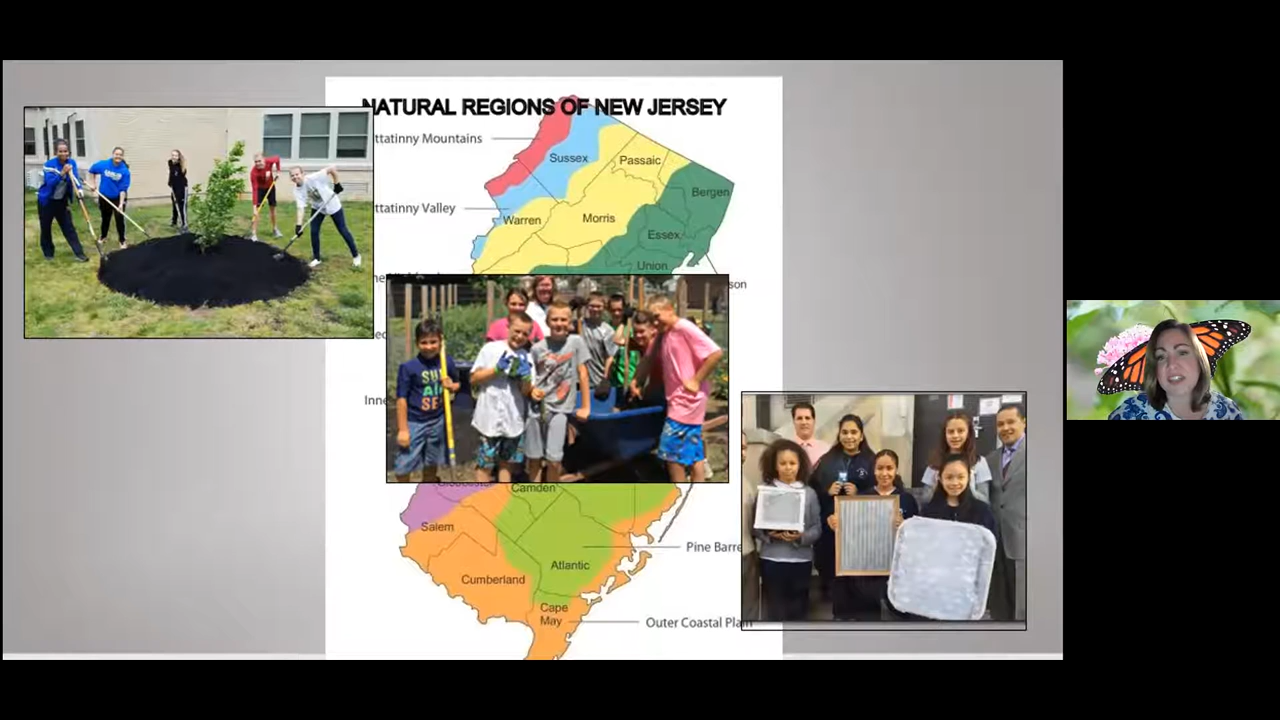 NATURAL REGIONS OF NEW JERSEY
ttatinny Mountains
Sussex
Passaic
Bergen
ttatinny Valley
Warren
Morris
Essex
Union
son
Inne
Camden
Salem
Pine Barre
Atlantic
Cumberland
Cape
May
Outer Coastal Plain